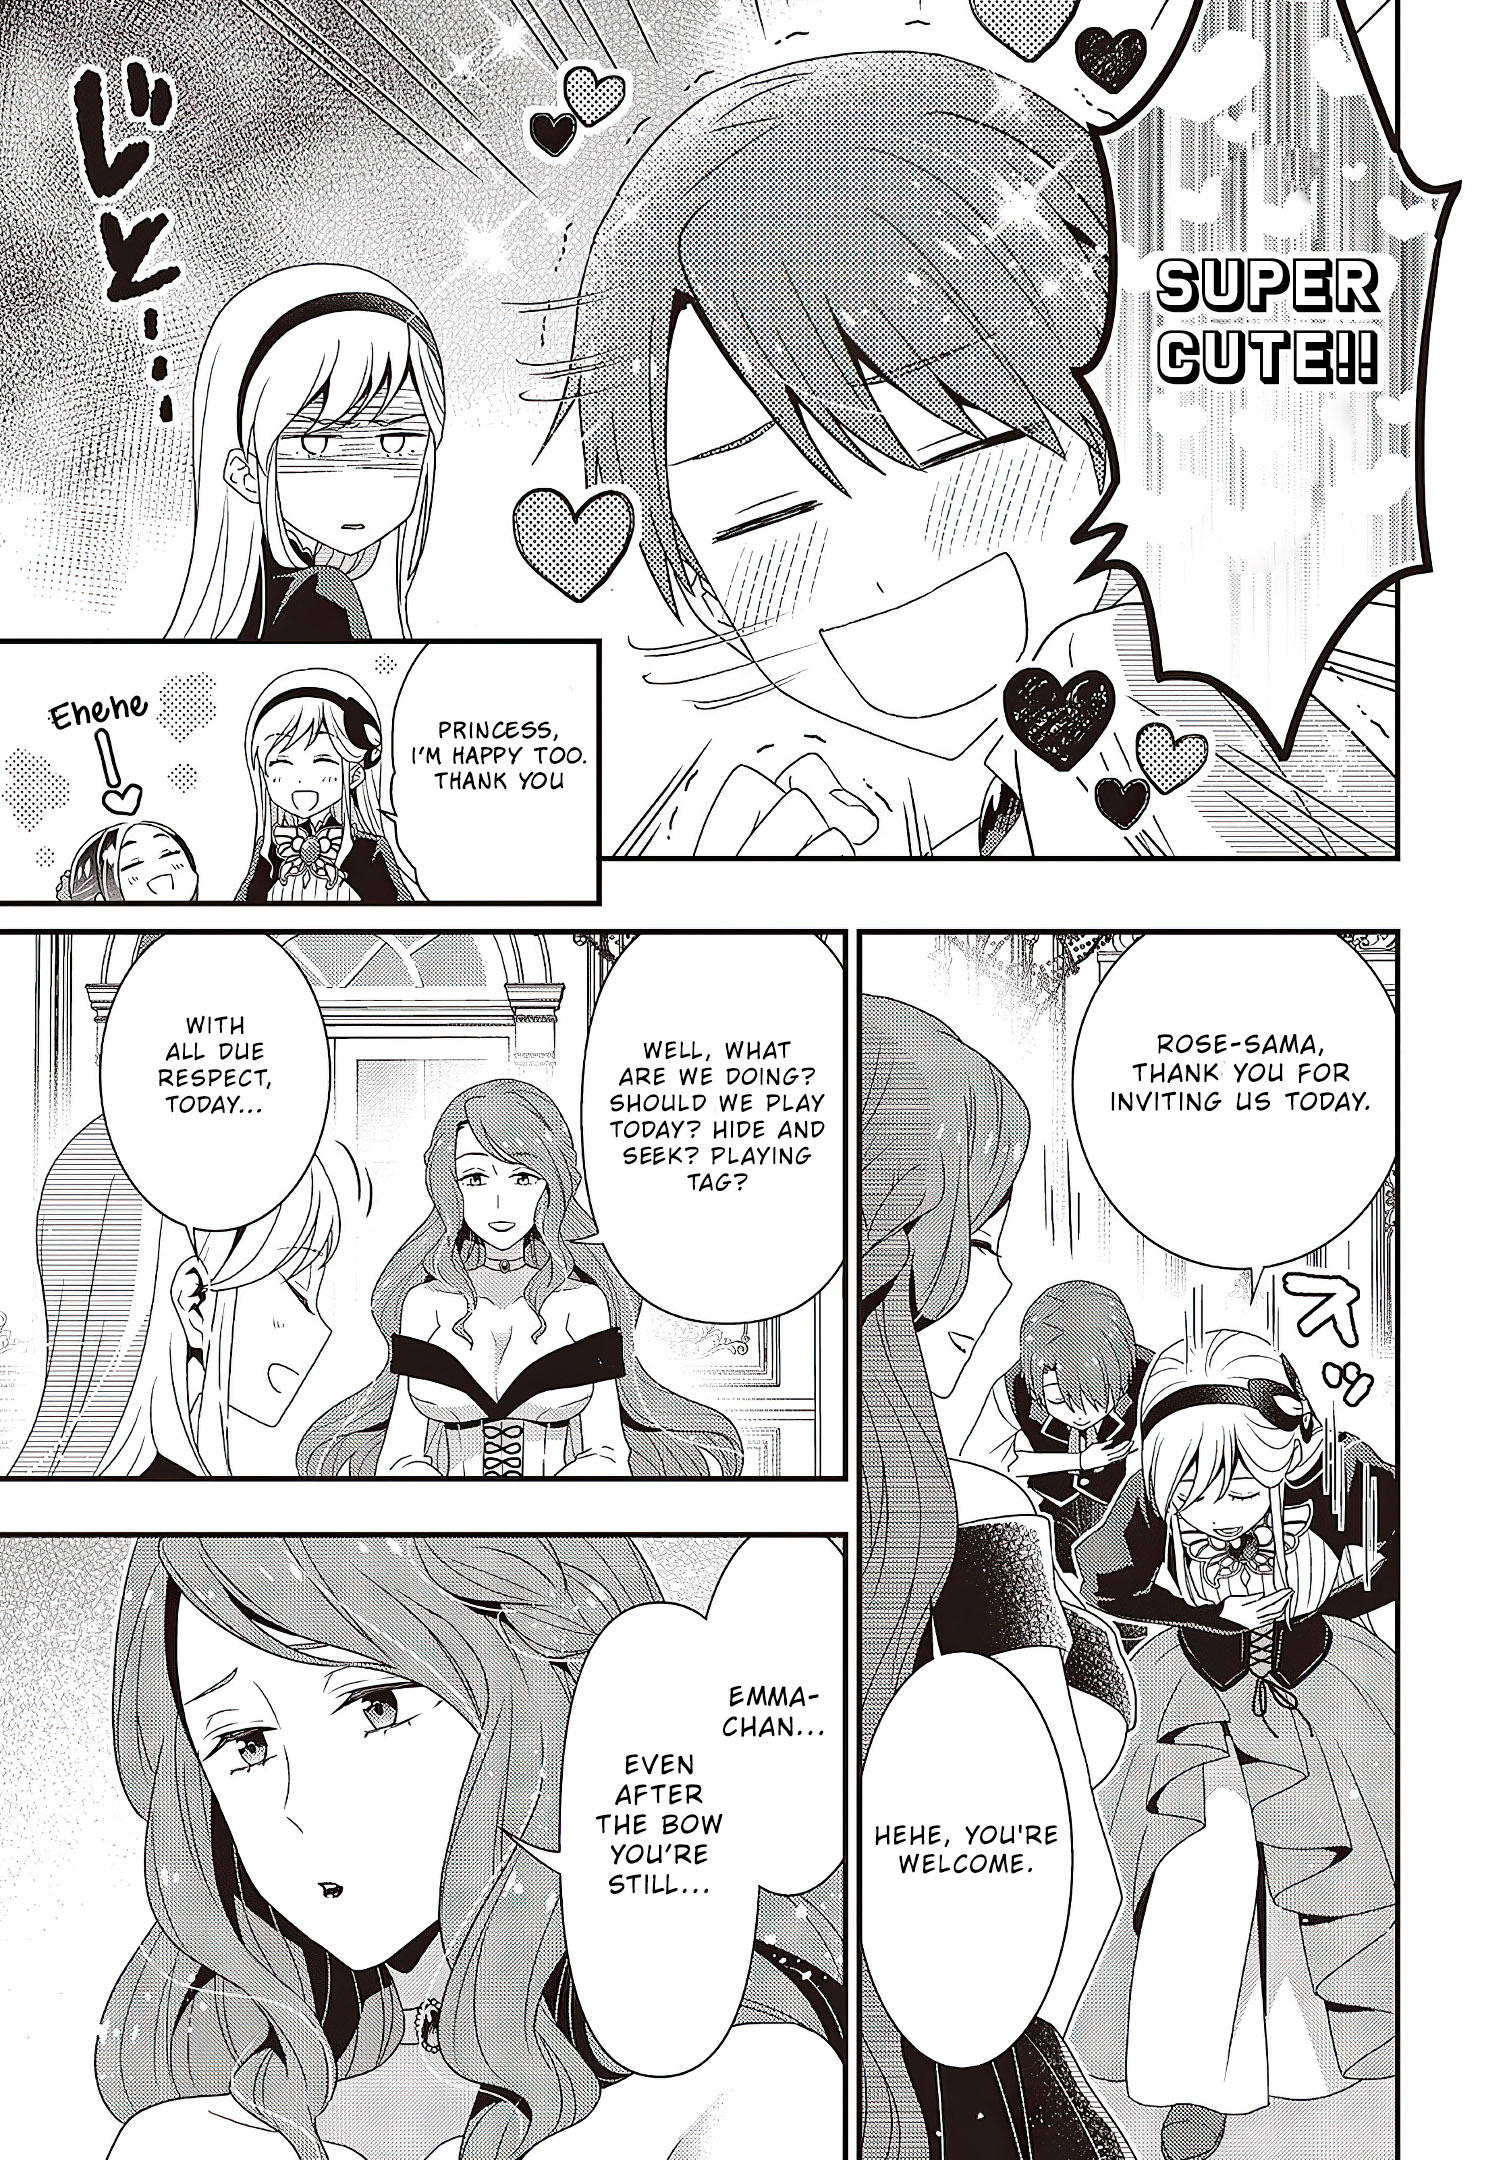 SUPER
CUTE!!
じとー...
PRINCESS,
I'M HAPPY TOO.
THANK YOU
Ehehe
ROSE-SAMA,
THANK YOU FOR
INVITING US TODAY.
スッ
HEHE, YOU'RE
WELCOME.
WELL, WHAT
ARE WE DOING?
SHOULD WE PLAY
TODAY? HIDE AND
SEEK? PLAYING
TAG?
WITH
ALL DUE
RESPECT,
TODAY...
EMMA-
CHAN...
EVEN
AFTER
THE BOW
YOU'RE
STILL...